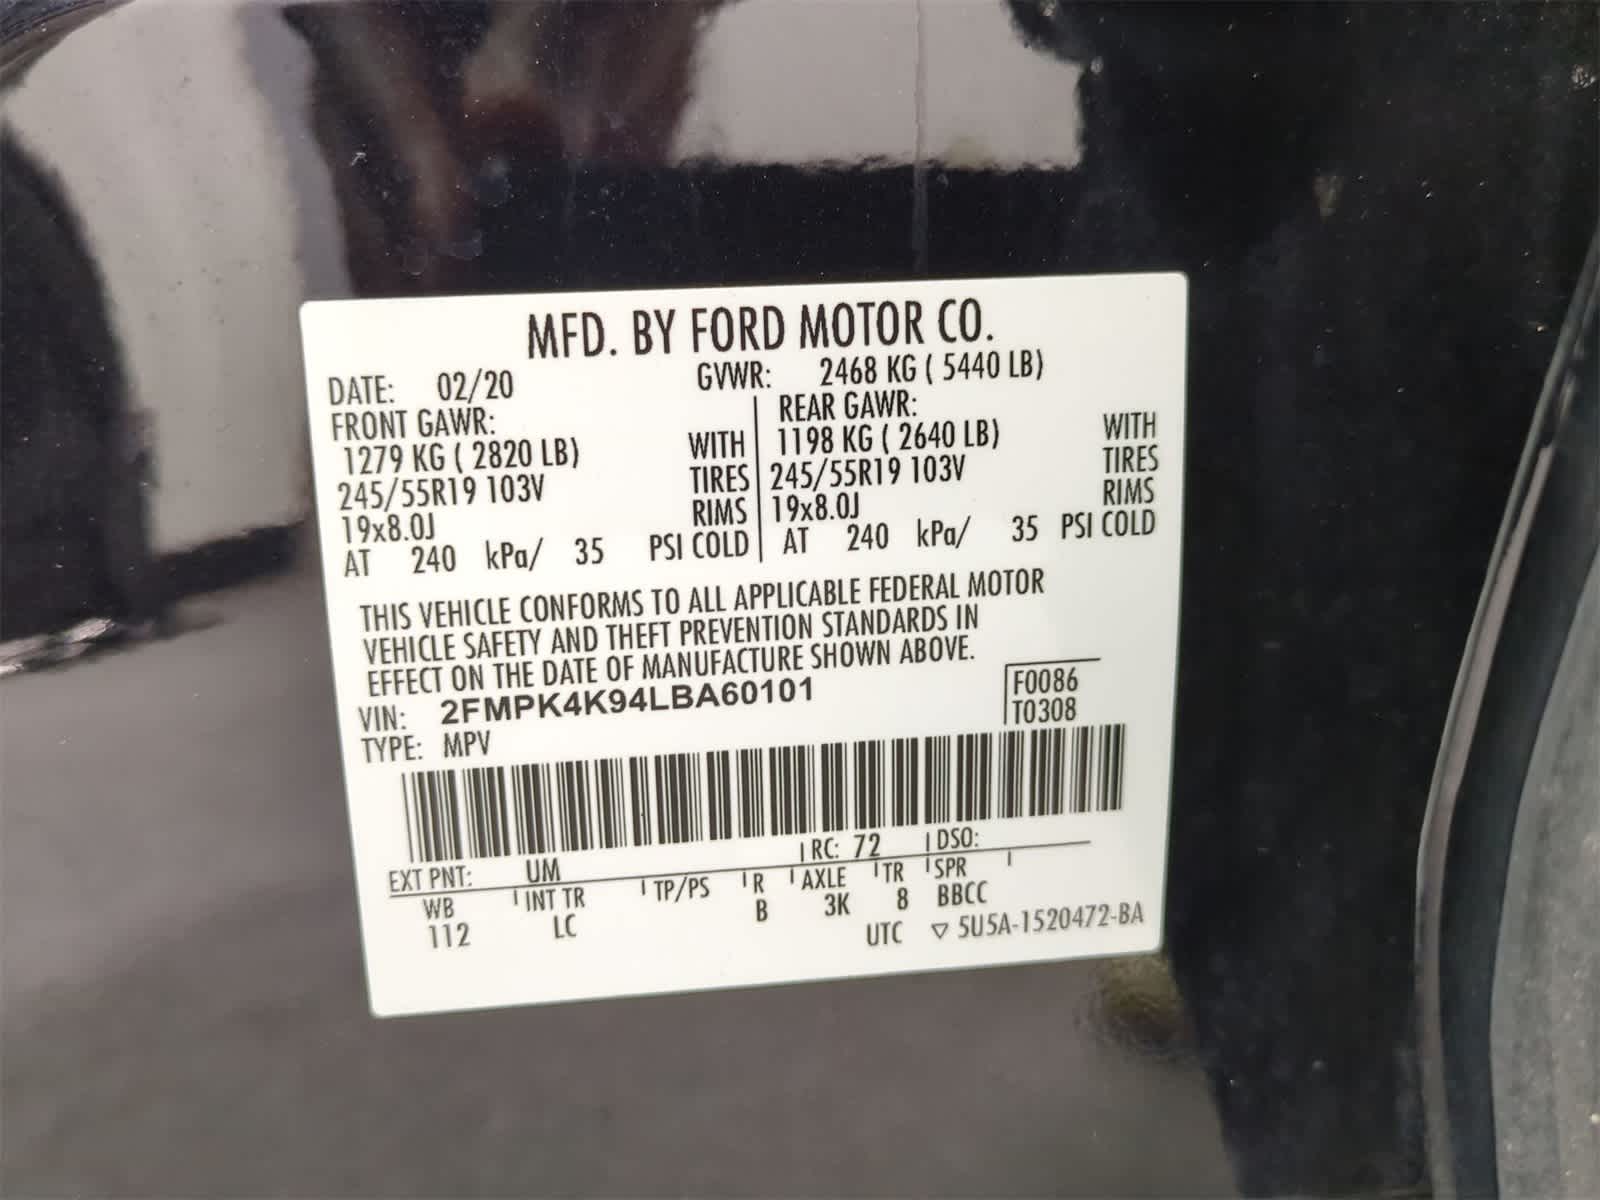 MFD. BY FORD MOTOR CO.
DATE: 02/20 GVWR: 2468 KG ( 5440 LB)
FRONT GAWR: REAR GAWR:
1279 KG ( 2820 LB) WITH 1198 KG ( 2640 LB) WITH
245/55R19 103V TIRES 245/55R19 103V TIRES
19x8.0J RIMS 19x8.0J RIMS
AT 240 kPa/ 35 PSI COLD AT 240 kPa/ 35 PSI COLD
THIS VEHICLE CONFORMS TO ALL APPLICABLE FEDERAL MOTOR
VEHICLE SAFETY AND THEFT PREVENTION STANDARDS IN
EFFECT ON THE DATE OF MANUFACTURE SHOWN ABOVE.
VIN: 2FMPK4K94LBA60101 F0086
TYPE: MPV T0308
EXT PNT: UM RC: 72 DSO:
WB INT TR TP/PS R AXLE TR SPR
112 LC B 3K 8 BBCC
UTC ▽ 5U5A-1520472-BA